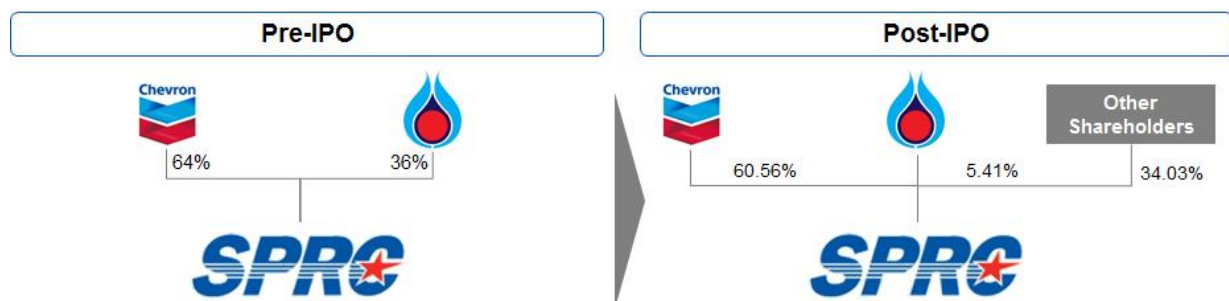 Pre-IPO
Post-IPO
Chevron
Chevron
Other
Shareholders
64%
36%
60.56%
5.41%
34.03%
SPRC
SPRC